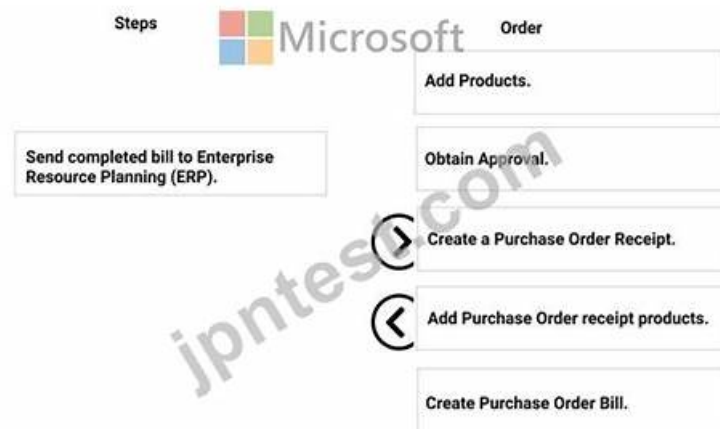 Steps
Microsoft
Order
Add Products.
Send completed bill to Enterprise
Resource Planning (ERP).
Obtain Approval.
Create a Purchase Order Receipt.
Add Purchase Order receipt products.
Create Purchase Order Bill.
jpntest.com